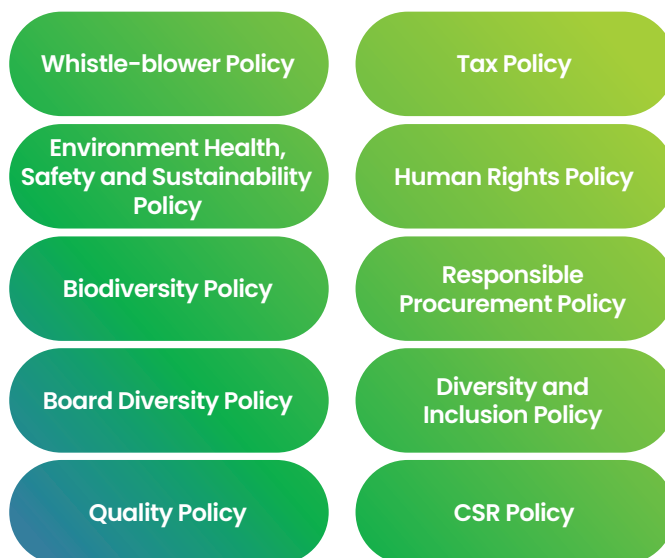 Whistle-blower Policy
Tax Policy
Environment Health,
Safety and Sustainability
Policy
Human Rights Policy
Biodiversity Policy
Responsible
Procurement Policy
Board Diversity Policy
Diversity and
Inclusion Policy
Quality Policy
CSR Policy